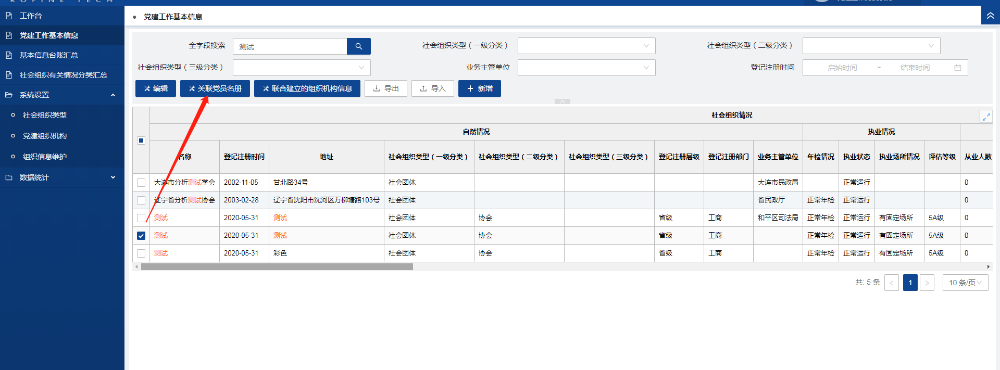 ROFINE TECH
工作台
党建工作基本信息
基本信息台账汇总
社会组织有关情况分类汇总
系统设置
社会组织类型
党建组织机构
组织信息维护
数据统计
党建工作基本信息
全字段搜索 测试 社会组织类型（一级分类） 社会组织类型（二级分类）
社会组织类型（三级分类） 业务主管单位 登记注册时间 启始时间 ~ 结束时间
编辑 关联党员名册 联合建立的组织机构信息 导出 导入 新增
社会组织情况
自然情况 执业情况
名称 登记注册时间 地址 社会组织类型（一级分类） 社会组织类型（二级分类） 社会组织类型（三级分类） 登记注册层级 登记注册部门 业务主管单位 年检情况 执业状态 执业场所情况 评估等级 从业人数
大连市分析测试学会 2002-11-05 甘北路34号 社会团体 大连市民政局 正常运行 0
辽宁省分析测试协会 2003-02-28 辽宁省沈阳市沈河区万柳塘路103号 社会团体 省民政厅 正常年检 正常运行 0
测试 2020-05-31 测试 社会团体 协会 省级 工商 和平区司法局 正常年检 正常运行 有固定场所 5A级 0
测试 2020-05-31 测试 社会团体 协会 省级 工商 正常年检 正常运行 有固定场所 5A级 0
测试 2020-05-31 彩色 社会团体 协会 省级 工商 正常年检 正常运行 有固定场所 5A级 0
共: 5 条 < 1 > 10 条/页